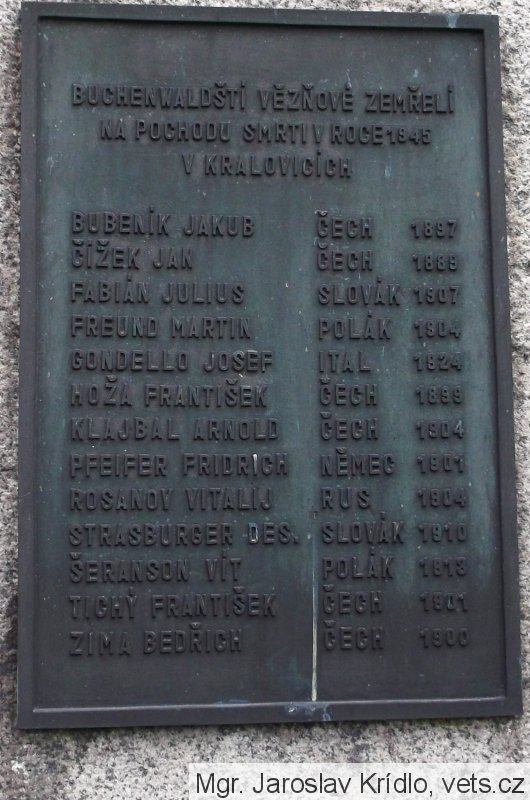 BUCHENWALDŠTÍ VĚZŇOVÉ ZEMŘELÍ
NA POCHODU SMRTI V ROCE 1945
V KRALOVICÍCH
BUBENÍK JAKUB ČECH 1897
ČÍŽEK JAN ČECH 1889
FABIÁN JULIUS SLOVÁK 1907
FREUND MARTIN POLÁK 1904
GONDELLO JOSEF ITAL 1924
HOŽA FRANTIŠEK ČECH 1899
KLAJBAL ARNOLD ČECH 1904
PFEIFER FRIDRICH NĚMEC 1901
ROSANOV VITALIJ RUS 1904
STRASBURGER DES. SLOVÁK 1910
ŠERANSON VÍT POLÁK 1913
TICHÝ FRANTIŠEK ČECH 1901
ZIMA BEDŘICH ČECH 1900
Mgr. Jaroslav Krídlo, vets.cz